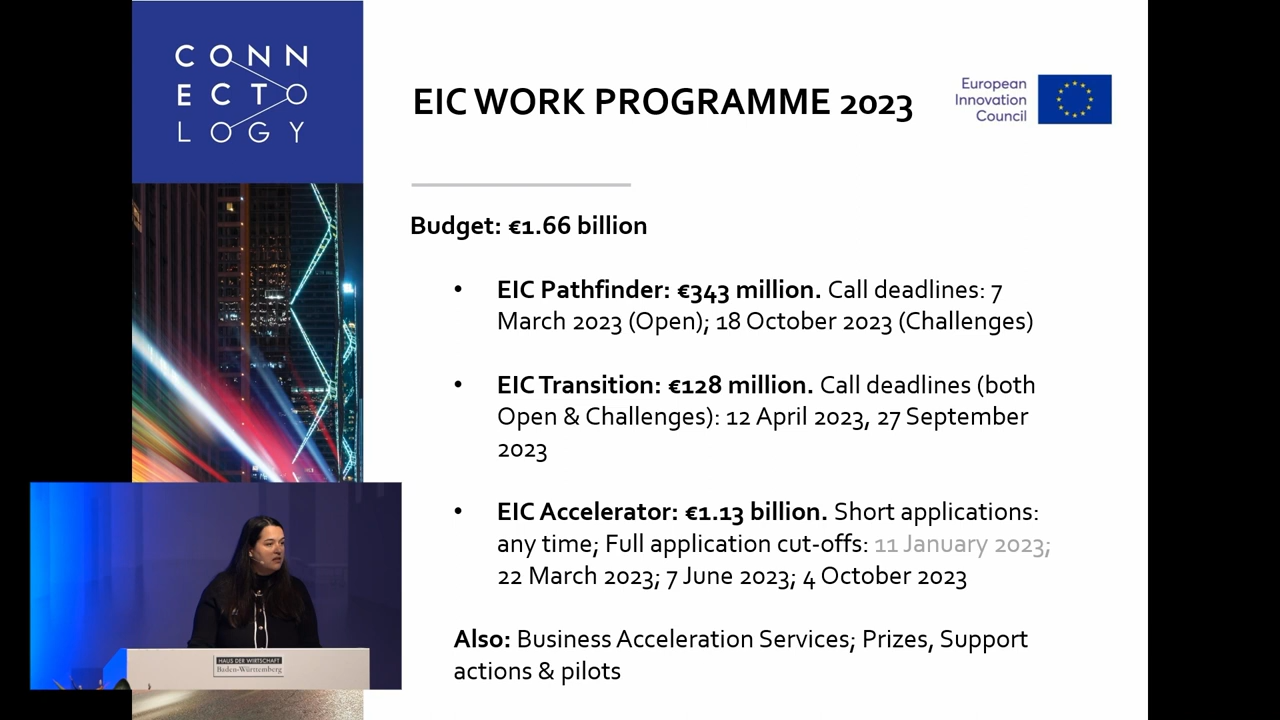 CONN
ECTO
LOGY
EIC WORK PROGRAMME 2023
European
Innovation
Council
Budget: €1.66 billion
• EIC Pathfinder: €343 million. Call deadlines: 7
March 2023 (Open); 18 October 2023 (Challenges)
• EIC Transition: €128 million. Call deadlines (both
Open & Challenges): 12 April 2023, 27 September
2023
• EIC Accelerator: €1.13 billion. Short applications:
any time; Full application cut-offs: 11 January 2023;
22 March 2023; 7 June 2023; 4 October 2023
Also: Business Acceleration Services; Prizes, Support
actions & pilots
HAUS DER WIRTSCHAFT
Baden-Württemberg